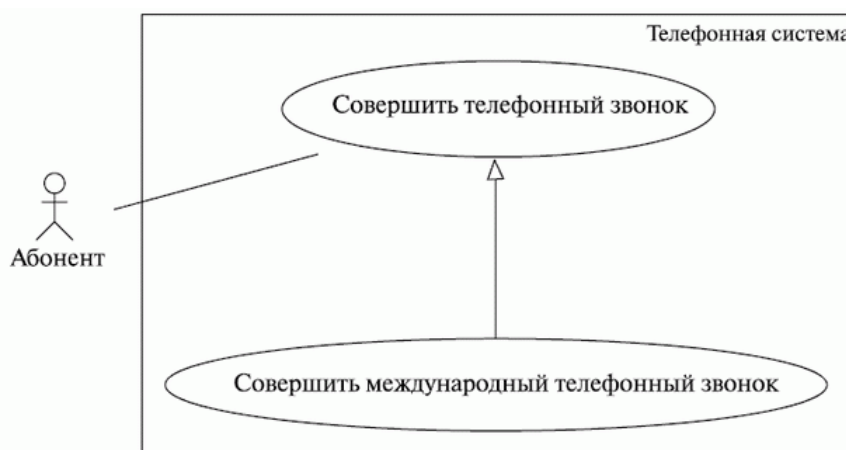 Телефонная система
Совершить телефонный звонок
Абонент
Совершить международный телефонный звонок